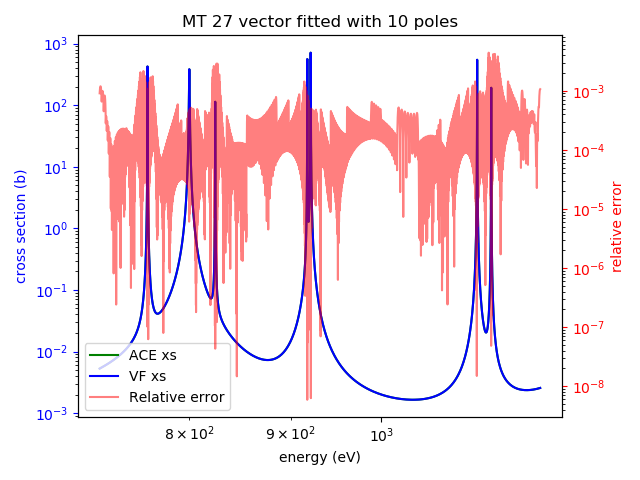 MT 27 vector fitted with 10 poles
cross section (b)
10³
10²
10¹
10⁰
10⁻¹
10⁻²
10⁻³
10⁻³
10⁻⁴
10⁻⁵
10⁻⁶
10⁻⁷
10⁻⁸
relative error
ACE xs
VF xs
Relative error
8 × 10² 9 × 10² 10³
energy (eV)